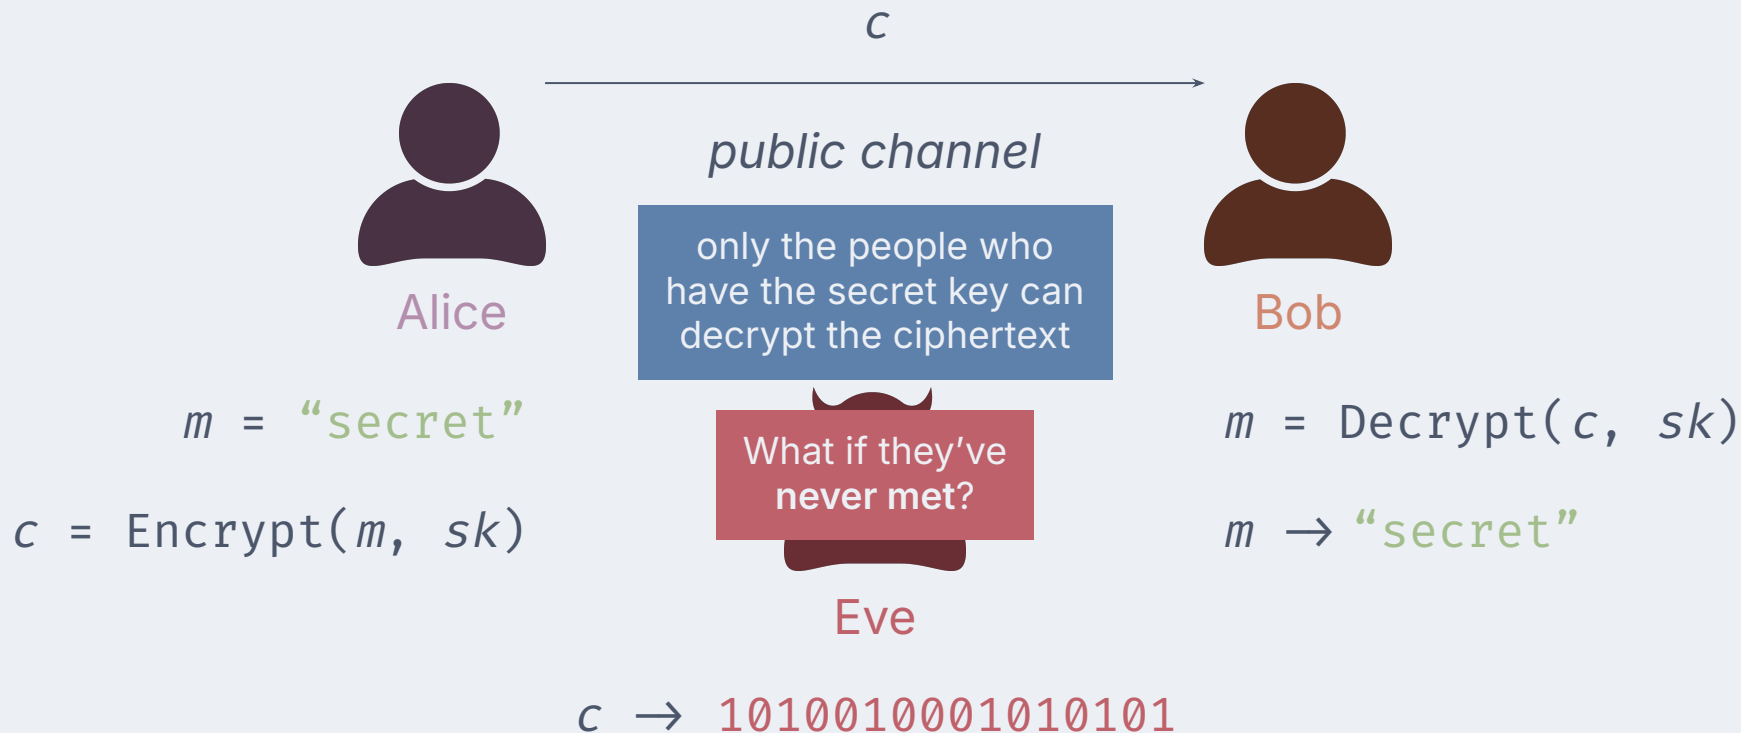 c
public channel
only the people who
have the secret key can
decrypt the ciphertext
Alice
Bob
m = “secret”
c = Encrypt(m, sk)
What if they’ve
never met?
m = Decrypt(c, sk)
m → “secret”
Eve
c → 1010010001010101